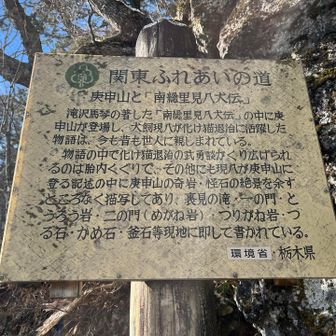 関東ふれあいの道
庚申山と「南総里見八犬伝」
滝沢馬琴の著した「南総里見八犬伝」の中に庚
申山が登場し、犬飼現八が化け猫退治に活躍した
物語は、今も昔も世人に親しまれている。
物語の中で化け猫退治の武勇談がくり広げられ
るのは胎内くぐりで、その他にも現八が庚申山に
登る記述の中に庚申山の奇岩・怪石の絶景を余す
ところなく描写してあり、裏見の滝・一の門・と
うろう岩・二の門(めがね岩)・つりがね岩・つ
る石・かめ石・釜石等現地に即して書かれている。
環境省・栃木県